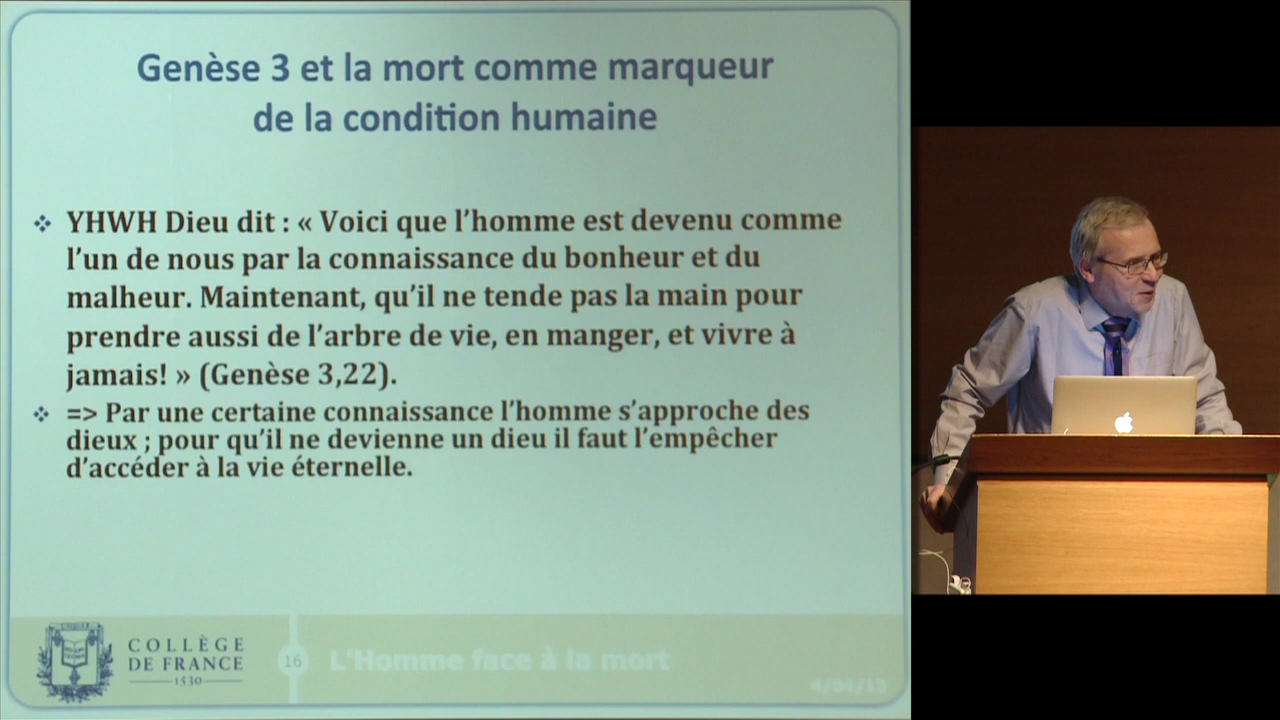 Genèse 3 et la mort comme marqueur
de la condition humaine
YHWH Dieu dit : « Voici que l’homme est devenu comme
l’un de nous par la connaissance du bonheur et du
malheur. Maintenant, qu’il ne tende pas la main pour
prendre aussi de l’arbre de vie, en manger, et vivre à
jamais! » (Genèse 3,22).
=> Par une certaine connaissance l’homme s’approche des
dieux ; pour qu’il ne devienne un dieu il faut l’empêcher
d’accéder à la vie éternelle.
COLLÈGE
DE FRANCE
1530
16
L'Homme face à la mort